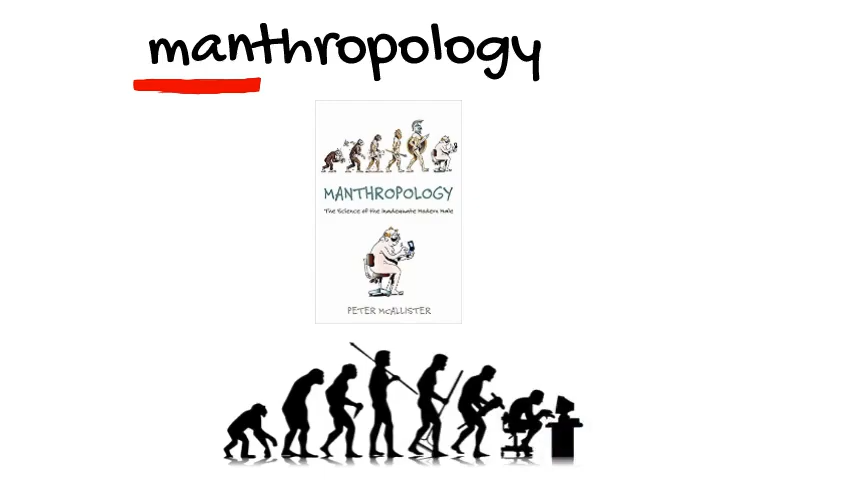 manthropology
MANTHROPOLOGY
The Science of the Inadequate Modern Male
PETER McALLISTER